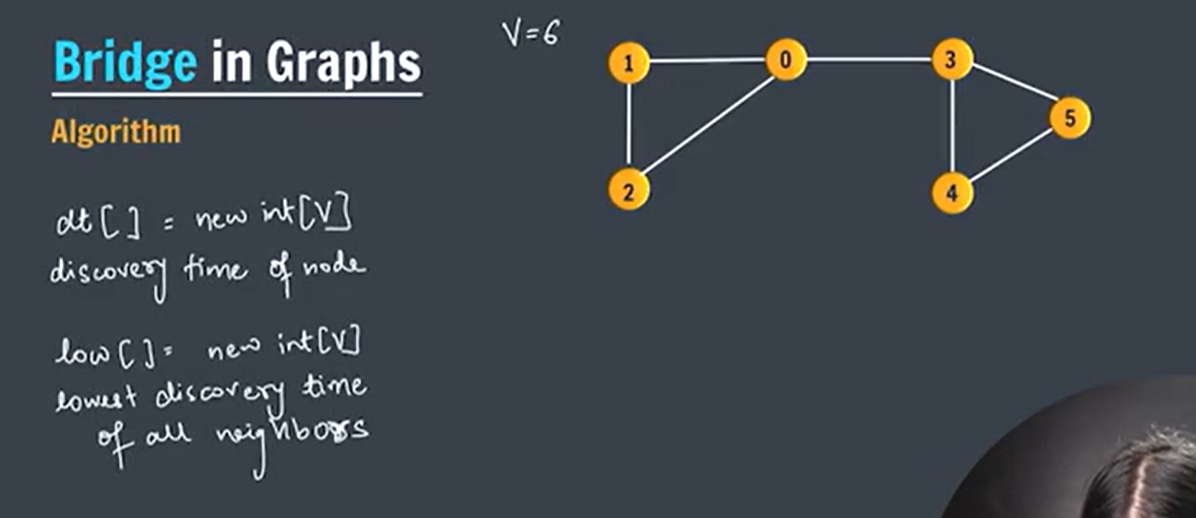 Bridge in Graphs
Algorithm
dt[ ] = new int[V]
discovery time of node
low[ ] = new int[V]
lowest discovery time
of all neighbors
V=6
1
0
3
5
2
4